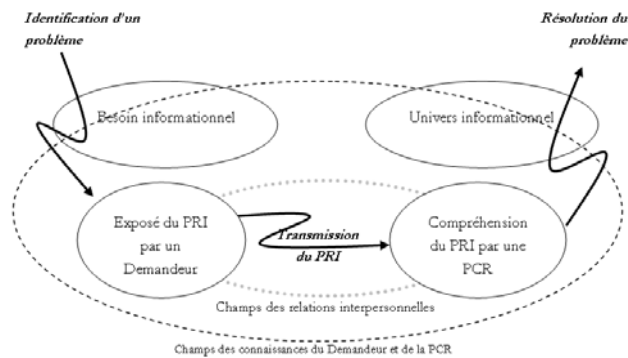 Identification d'un
problème
Résolution du
problème
Besoin informationnel
Univers informationnel
Exposé du PRI
par un
Demandeur
Transmission
du PRI
Compréhension
du PRI par une
PCR
Champs des relations interpersonnelles
Champs des connaissances du Demandeur et de la PCR